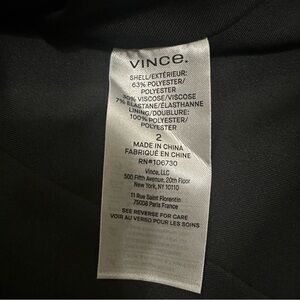 VINCE.
SHELL/EXTÉRIEUR:
63% POLYESTER/
POLYESTER
30% VISCOSE/VISCOSE
7% ELASTANE/ÉLASTHANNE
LINING/DOUBLURE:
100% POLYESTER/
POLYESTER
2
MADE IN CHINA
FABRIQUÉ EN CHINE
RN#106730
Vince, LLC
500 Fifth Avenue, 20th Floor
New York, NY 10110
11 Rue Saint Florentin
75008 Paris France
SEE REVERSE FOR CARE
VOIR AU VERSO POUR LES SOINS